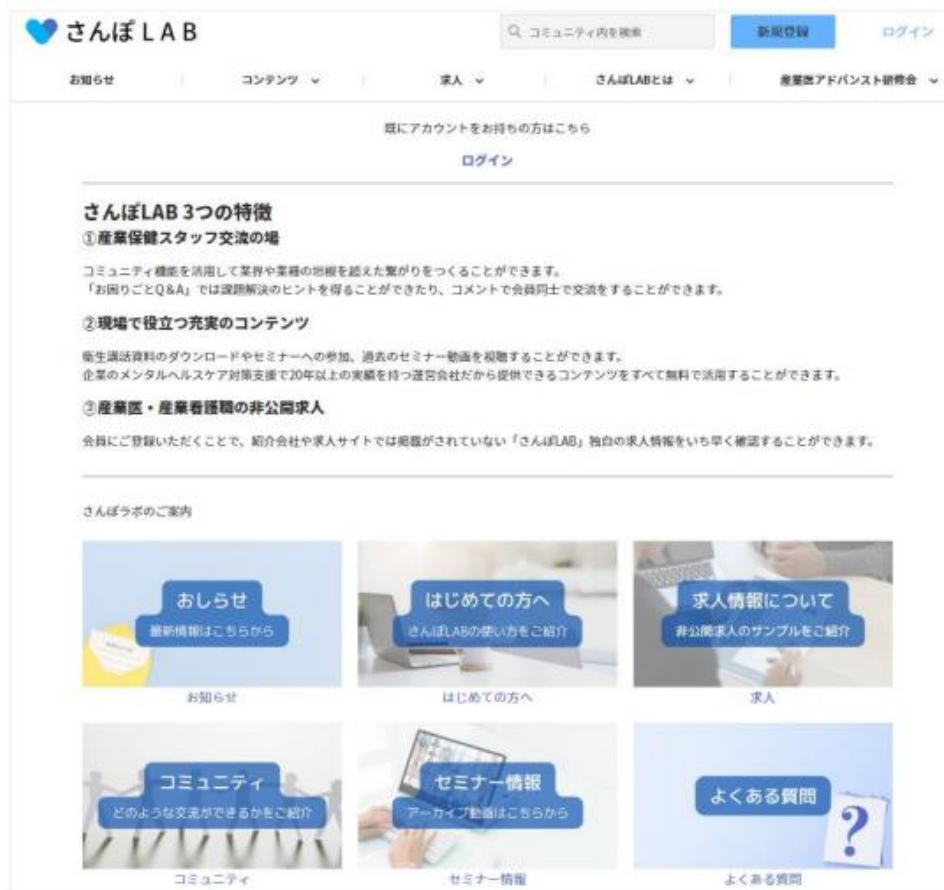 さんぽLAB
コミュニティ内を検索
新規登録
ログイン
お知らせ
コンテンツ
求人
さんぽLABとは
産業医アドバンスト研修会
既にアカウントをお持ちの方はこちら
ログイン
さんぽLAB 3つの特徴
①産業保健スタッフ交流の場
コミュニティ機能を活用して業界や業種の垣根を超えた繋がりをつくることができます。
「お困りごとQ&A」では課題解決のヒントを得ることができたり、コメントで会員同士で交流をすることができます。
②現場で役立つ充実のコンテンツ
衛生講話資料のダウンロードやセミナーへの参加、過去のセミナー動画を視聴することができます。
企業のメンタルヘルスケア対策支援で20年以上の実績を持つ運営会社だから提供できるコンテンツをすべて無料で活用することができます。
③産業医・産業看護職の非公開求人
会員にご登録いただくことで、紹介会社や求人サイトでは掲載がされていない「さんぽLAB」独自の求人情報をいち早く確認することができます。
さんぽラボのご案内
おしらせ
最新情報はこちらから
お知らせ
はじめての方へ
さんぽLABの使い方をご紹介
はじめての方へ
求人情報について
非公開求人のサンプルをご紹介
求人
コミュニティ
どのような交流ができるかをご紹介
コミュニティ
セミナー情報
アーカイブ動画はこちらから
セミナー情報
よくある質問
?
よくある質問